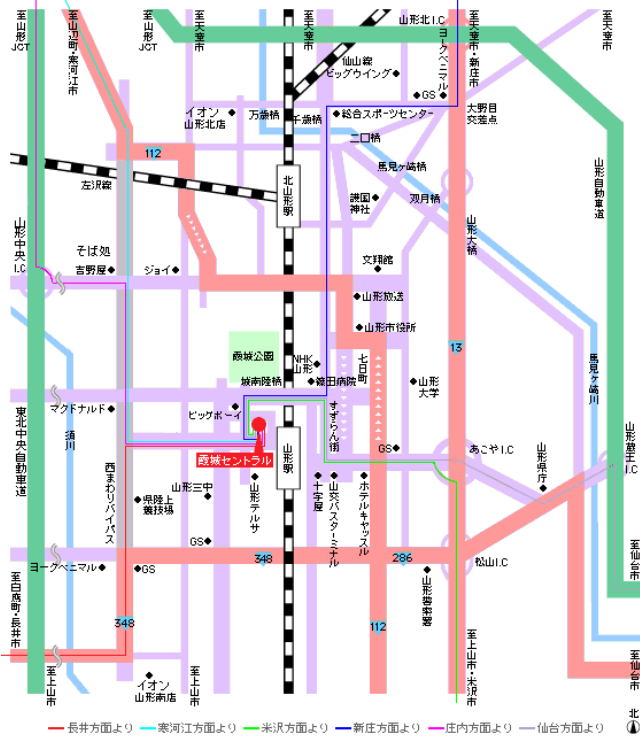 至山形JCT
至山辺町・寒河江市
至山形JCT
至天童市
至天童市
山形北I.C
ヨークベニマル
至天童市・新庄市
至天童市
仙山線
ビッグウイング
GS
イオン
山形北店
万歳橋
千歳橋
総合スポーツセンター
大野目
交差点
二口橋
112
馬見ヶ崎橋
山形自動車道
左沢線
北山形駅
護国
神社
双月橋
山形中央I.C
そば処
吉野屋
ジョイ
文翔館
山形大橋
山形放送
山形市役所
霞城公園
NHK
山形
七日町
13
馬見ヶ崎川
城南陸橋
篠田病院
山形
大学
マクドナルド
ビッグボーイ
すずらん街
東北中央自動車道
須川
西まわりバイパス
霞城セントラル
山形駅
GS
あこやI.C
山形県庁
山形蔵王I.C
山形三中
県陸上
競技場
山形テルサ
十字屋
山交バスターミナル
ホテルキャッスル
GS
ヨークベニマル
GS
348
286
松山I.C
至仙台市
至白鷹町・長井市
山形警察署
348
112
至上山市
イオン
山形南店
至上山市
至上山市・米沢市
至仙台市
北
長井方面より
寒河江方面より
米沢方面より
新庄方面より
庄内方面より
仙台方面より